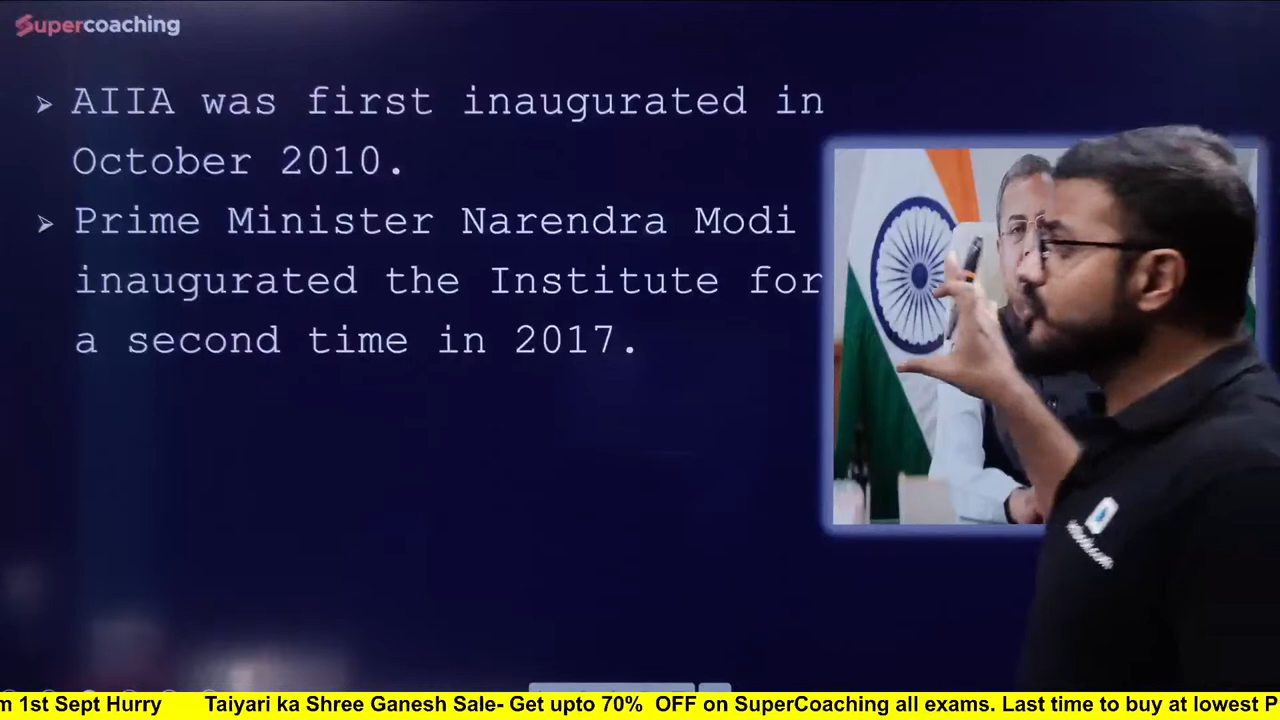 Supercoaching
AIIA was first inaugurated in
October 2010.
Prime Minister Narendra Modi
inaugurated the Institute for
a second time in 2017.
m 1st Sept Hurry Taiyari ka Shree Ganesh Sale- Get upto 70% OFF on SuperCoaching all exams. Last time to buy at lowest P